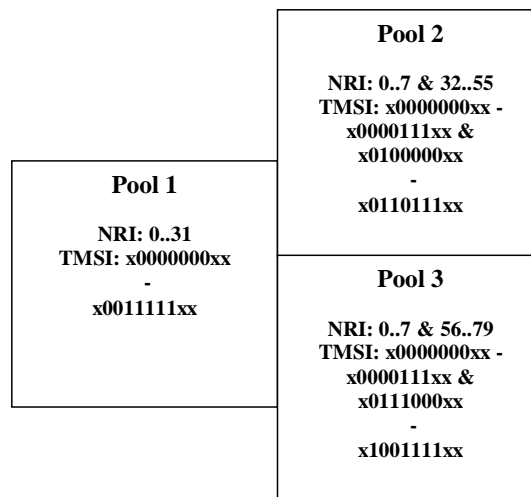 Pool 2
NRI: 0..7 & 32..55
TMSI: x0000000xx -
x0000111xx &
x0100000xx
-
x0110111xx
Pool 1
NRI: 0..31
TMSI: x0000000xx
-
x0011111xx
Pool 3
NRI: 0..7 & 56..79
TMSI: x0000000xx -
x0000111xx &
x0111000xx
-
x1001111xx